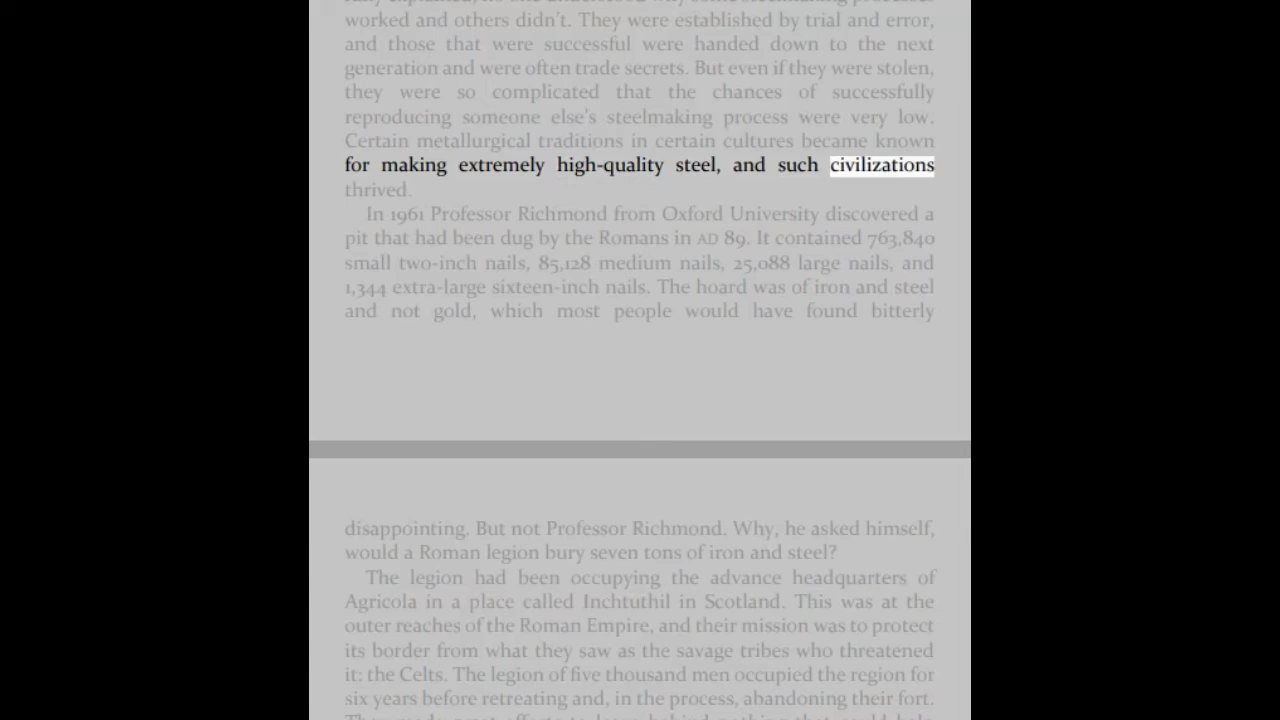 worked and others didn't. They were established by trial and error,
and those that were successful were handed down to the next
generation and were often trade secrets. But even if they were stolen,
they were so complicated that the chances of successfully
reproducing someone else's steelmaking process were very low.
Certain metallurgical traditions in certain cultures became known
for making extremely high-quality steel, and such civilizations
thrived.
In 1961 Professor Richmond from Oxford University discovered a
pit that had been dug by the Romans in AD 89. It contained 763,840
small two-inch nails, 85,128 medium nails, 25,088 large nails, and
1,344 extra-large sixteen-inch nails. The hoard was of iron and steel
and not gold, which most people would have found bitterly
disappointing. But not Professor Richmond. Why, he asked himself,
would a Roman legion bury seven tons of iron and steel?
The legion had been occupying the advance headquarters of
Agricola in a place called Inchtuthil in Scotland. This was at the
outer reaches of the Roman Empire, and their mission was to protect
its border from what they saw as the savage tribes who threatened
it: the Celts. The legion of five thousand men occupied the region for
six years before retreating and, in the process, abandoning their fort.